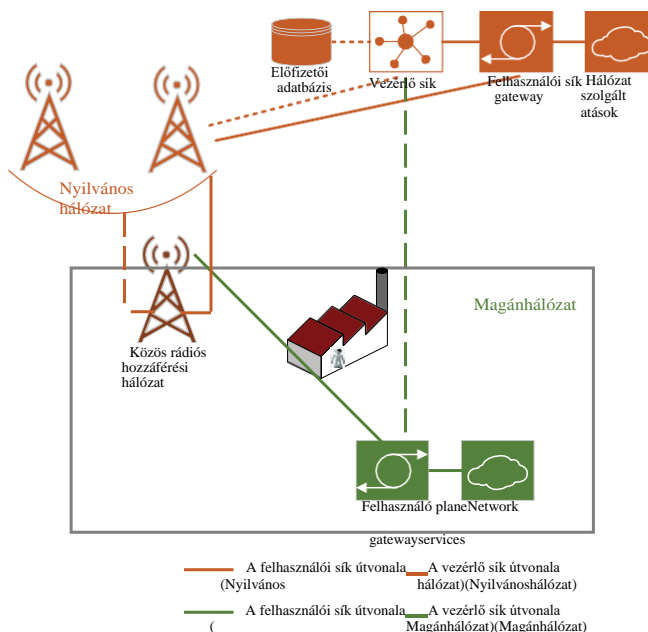 Előfizetői
adatbázis
Vezérlő sík
Felhasználói sík
gateway
Hálózat
szolgált
atások
Nyilvános
hálózat
Magánhálózat
Közös rádiós
hozzáférési
hálózat
Felhasználó planeNetwork
gatewayservices
A felhasználói sík útvonala
(Nyilvános
A vezérlő sík útvonala
hálózat)(Nyilvánoshálózat)
A felhasználói sík útvonala
(
A vezérlő sík útvonala
Magánhálózat)(Magánhálózat)